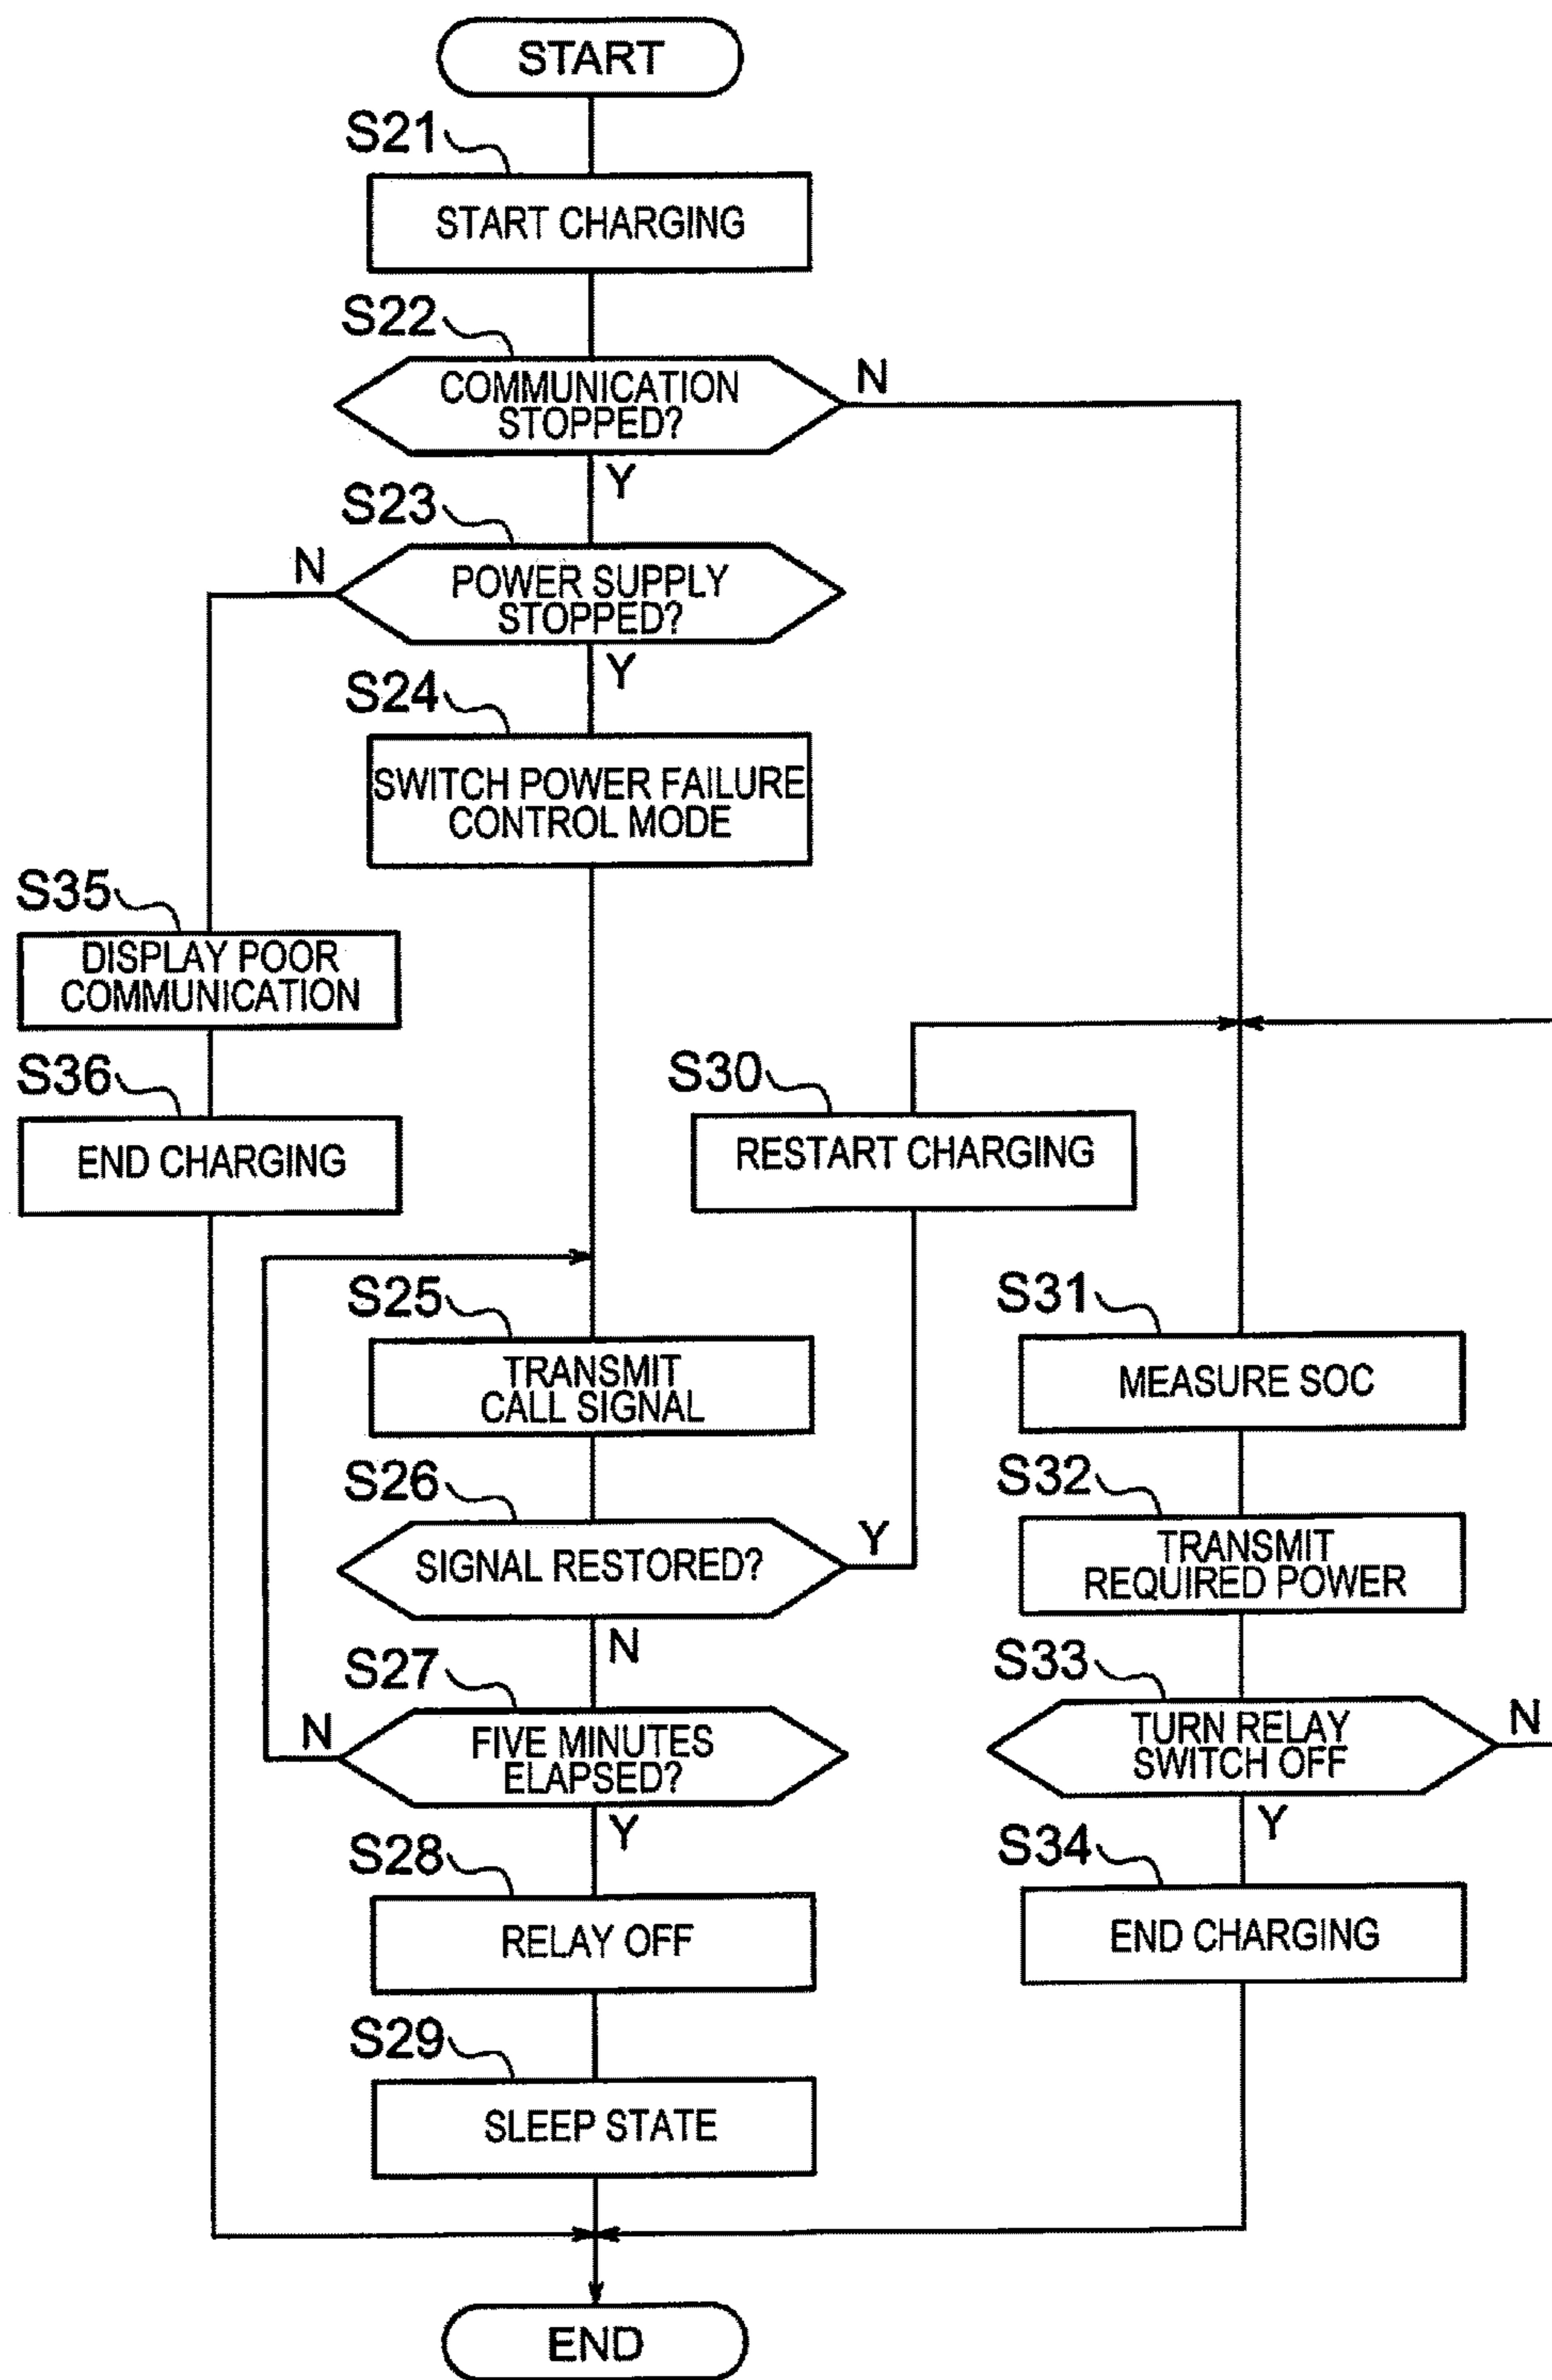 START
S21
START CHARGING
S22
COMMUNICATION
STOPPED?
N
Y
S23
N
POWER SUPPLY
STOPPED?
Y
S24
SWITCH POWER FAILURE
CONTROL MODE
S35
DISPLAY POOR
COMMUNICATION
S36
END CHARGING
S30
RESTART CHARGING
S25
TRANSMIT
CALL SIGNAL
S26
SIGNAL RESTORED?
Y
N
S27
N
FIVE MINUTES
ELAPSED?
Y
S28
RELAY OFF
S29
SLEEP STATE
S31
MEASURE SOC
S32
TRANSMIT
REQUIRED POWER
S33
TURN RELAY
SWITCH OFF
N
Y
S34
END CHARGING
END